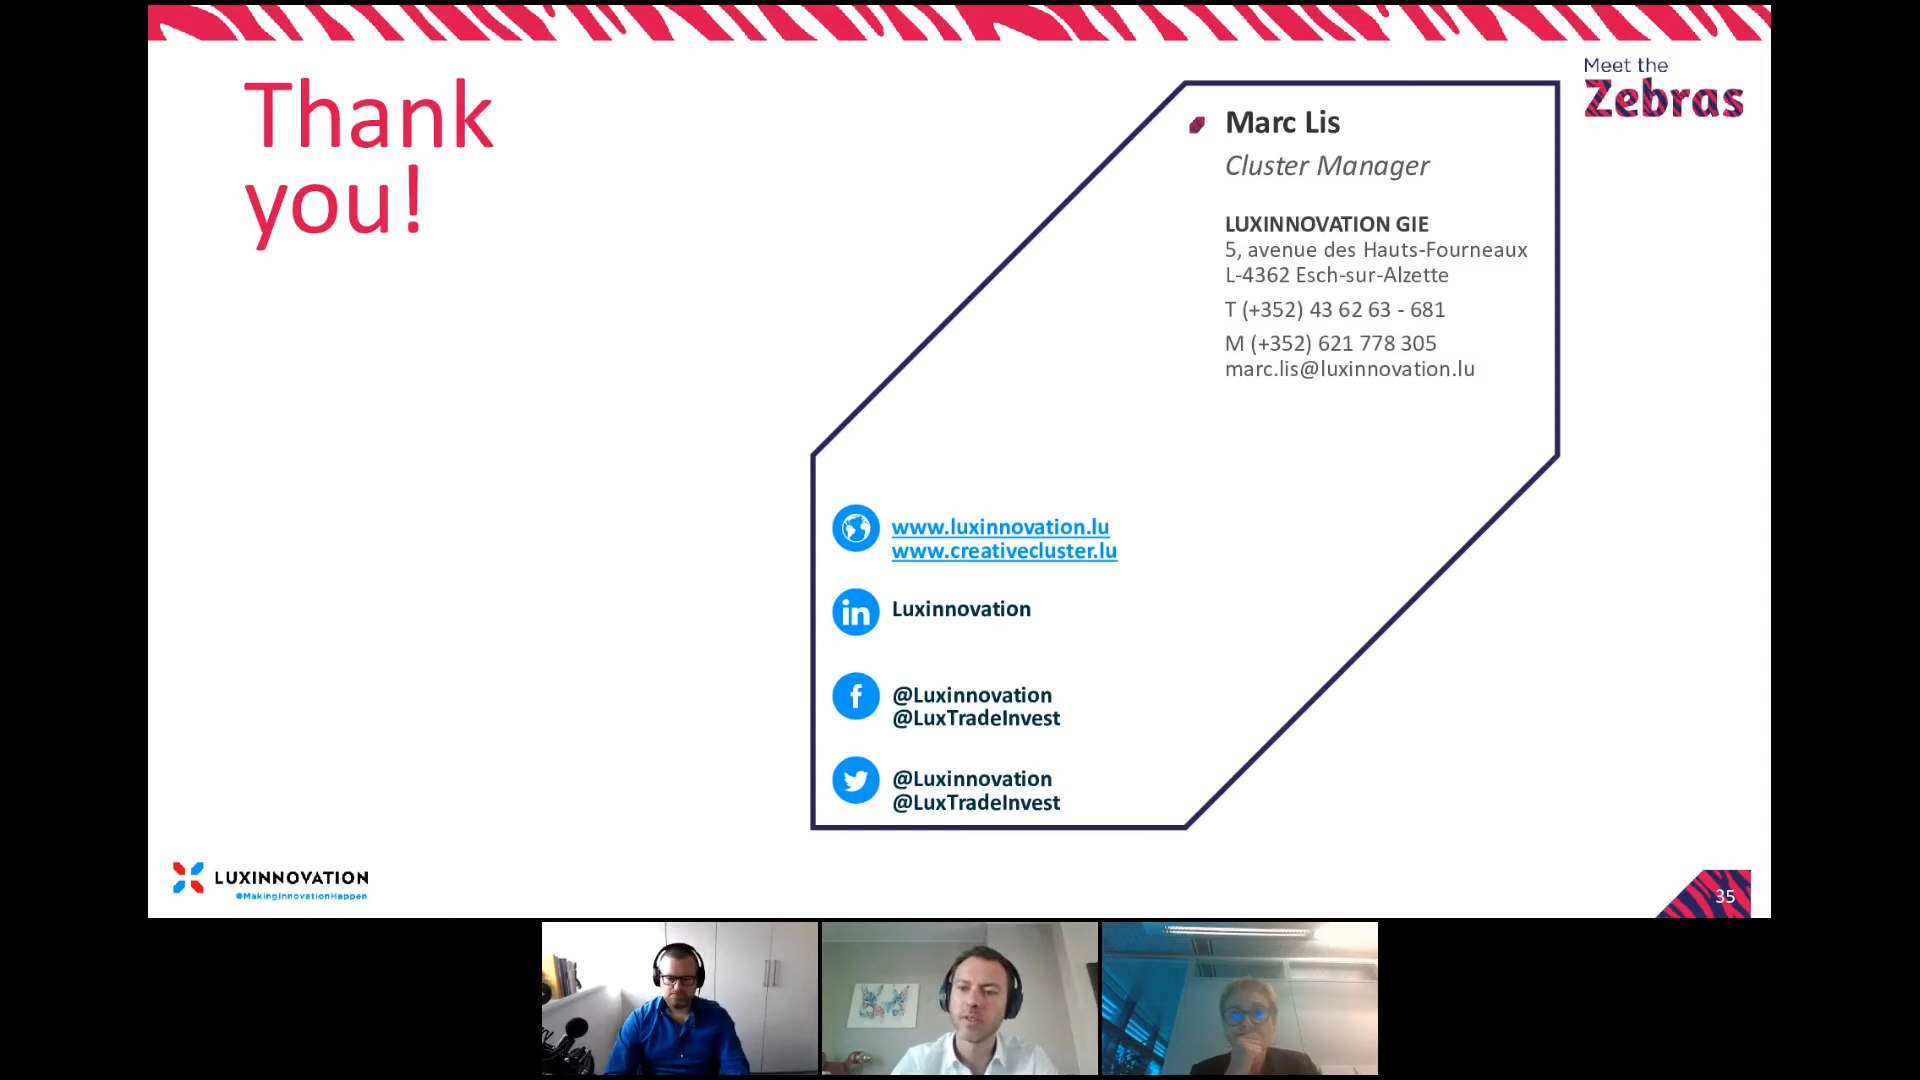 Thank
you!
Meet the
Zebras
Marc Lis
Cluster Manager
LUXINNOVATION GIE
5, avenue des Hauts-Fourneaux
L-4362 Esch-sur-Alzette
T (+352) 43 62 63 - 681
M (+352) 621 778 305
marc.lis@luxinnovation.lu
www.luxinnovation.lu
www.creativecluster.lu
in
Luxinnovation
f
@Luxinnovation
@LuxTradeInvest
@Luxinnovation
@LuxTradeInvest
LUXINNOVATION
#MakingInnovationHappen
35